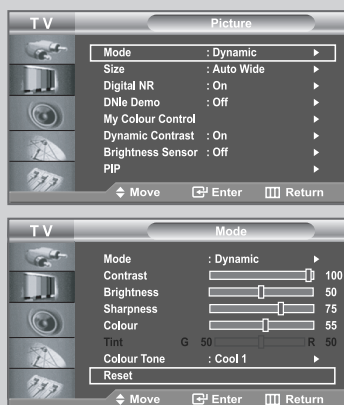 T V Picture
Mode : Dynamic
Size : Auto Wide
Digital NR : On
DNIe Demo : Off
My Colour Control
Dynamic Contrast : On
Brightness Sensor : Off
PIP
Move Enter Return
T V Mode
Mode : Dynamic
Contrast 100
Brightness 50
Sharpness 75
Colour 55
Tint G 50 R 50
Colour Tone : Cool 1
Reset
Move Enter Return